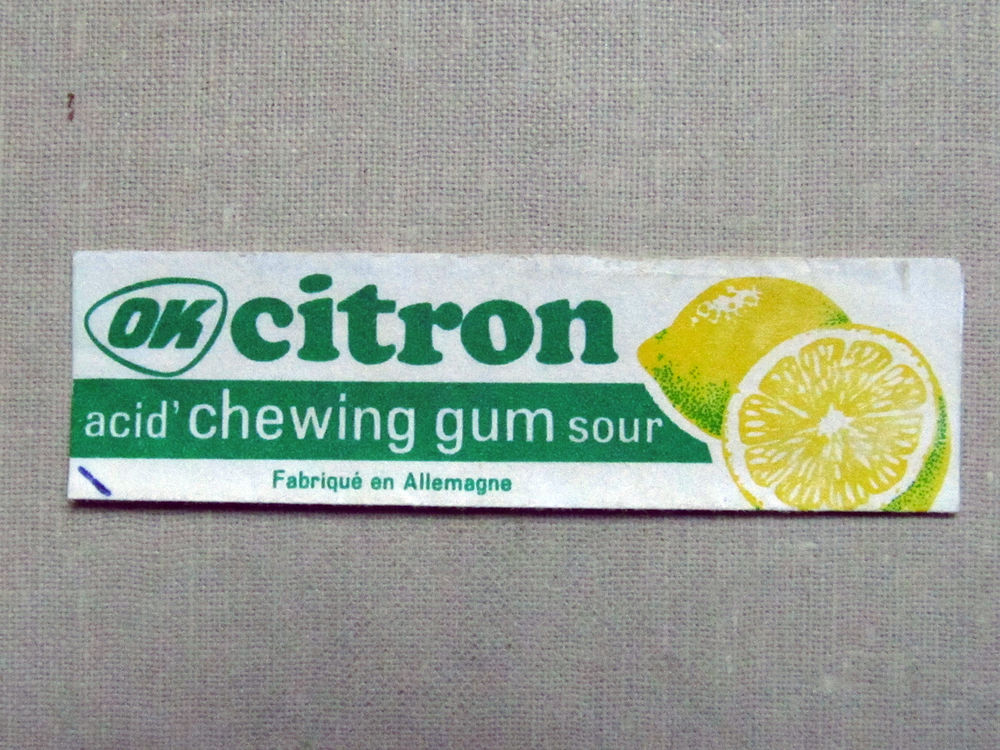 OK citron
acid' chewing gum sour
Fabriqué en Allemagne